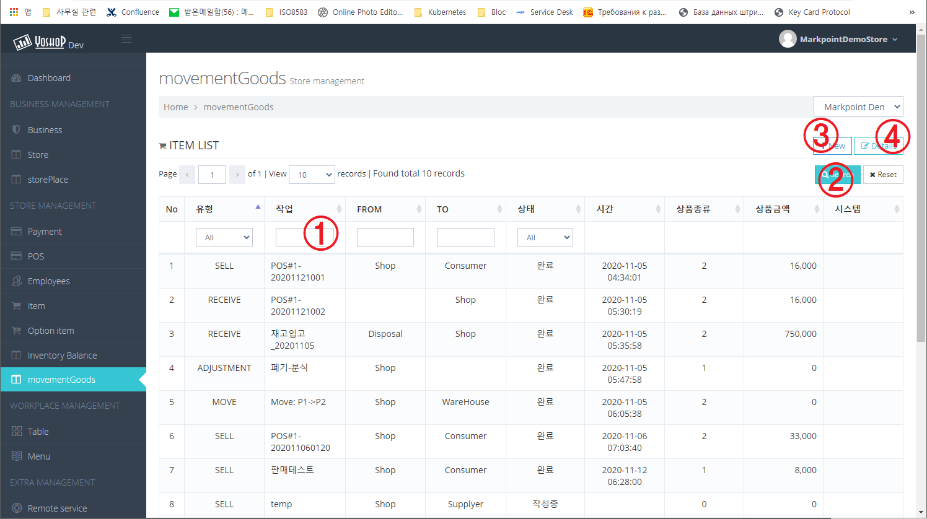 앱 사무실 관련 Confluence 받은메일함(56) : 메... ISO8583 Online Photo Edito... Kubernetes Bloc Service Desk Требования к раз... База данных штри... Key Card Protocol »
YOSHOP Dev MarkpointDemoStore
Dashboard
BUSINESS MANAGEMENT
Business
Store
storePlace
STORE MANAGEMENT
Payment
POS
Employees
Item
Option item
Inventory Balance
movementGoods
WORKPLACE MANAGEMENT
Table
Menu
EXTRA MANAGEMENT
Remote service
movementGoods Store management
Home > movementGoods Markpoint Den
ITEM LIST ③ New ④
Page < 1 > of 1 | View 10 records | Found total 10 records ② Reset
No 유형 작업 FROM TO 상태 시간 상품종류 상품금액 시스템
All ① All
1 SELL POS#1-20201121001 Shop Consumer 완료 2020-11-05 04:34:01 2 16,000
2 RECEIVE POS#1-20201121002 Shop 완료 2020-11-05 05:30:19 2 16,000
3 RECEIVE 재고입고_20201105 Disposal Shop 완료 2020-11-05 05:35:58 2 750,000
4 ADJUSTMENT 폐기-분식 Shop 완료 2020-11-05 05:47:58 1 0
5 MOVE Move: P1->P2 Shop WareHouse 완료 2020-11-05 06:05:38 2 0
6 SELL POS#1-202011060120 Shop Consumer 완료 2020-11-06 07:03:40 2 33,000
7 SELL 판매테스트 Shop Consumer 완료 2020-11-12 06:28:00 1 8,000
8 SELL temp Shop Supplyer 작성중 0 0